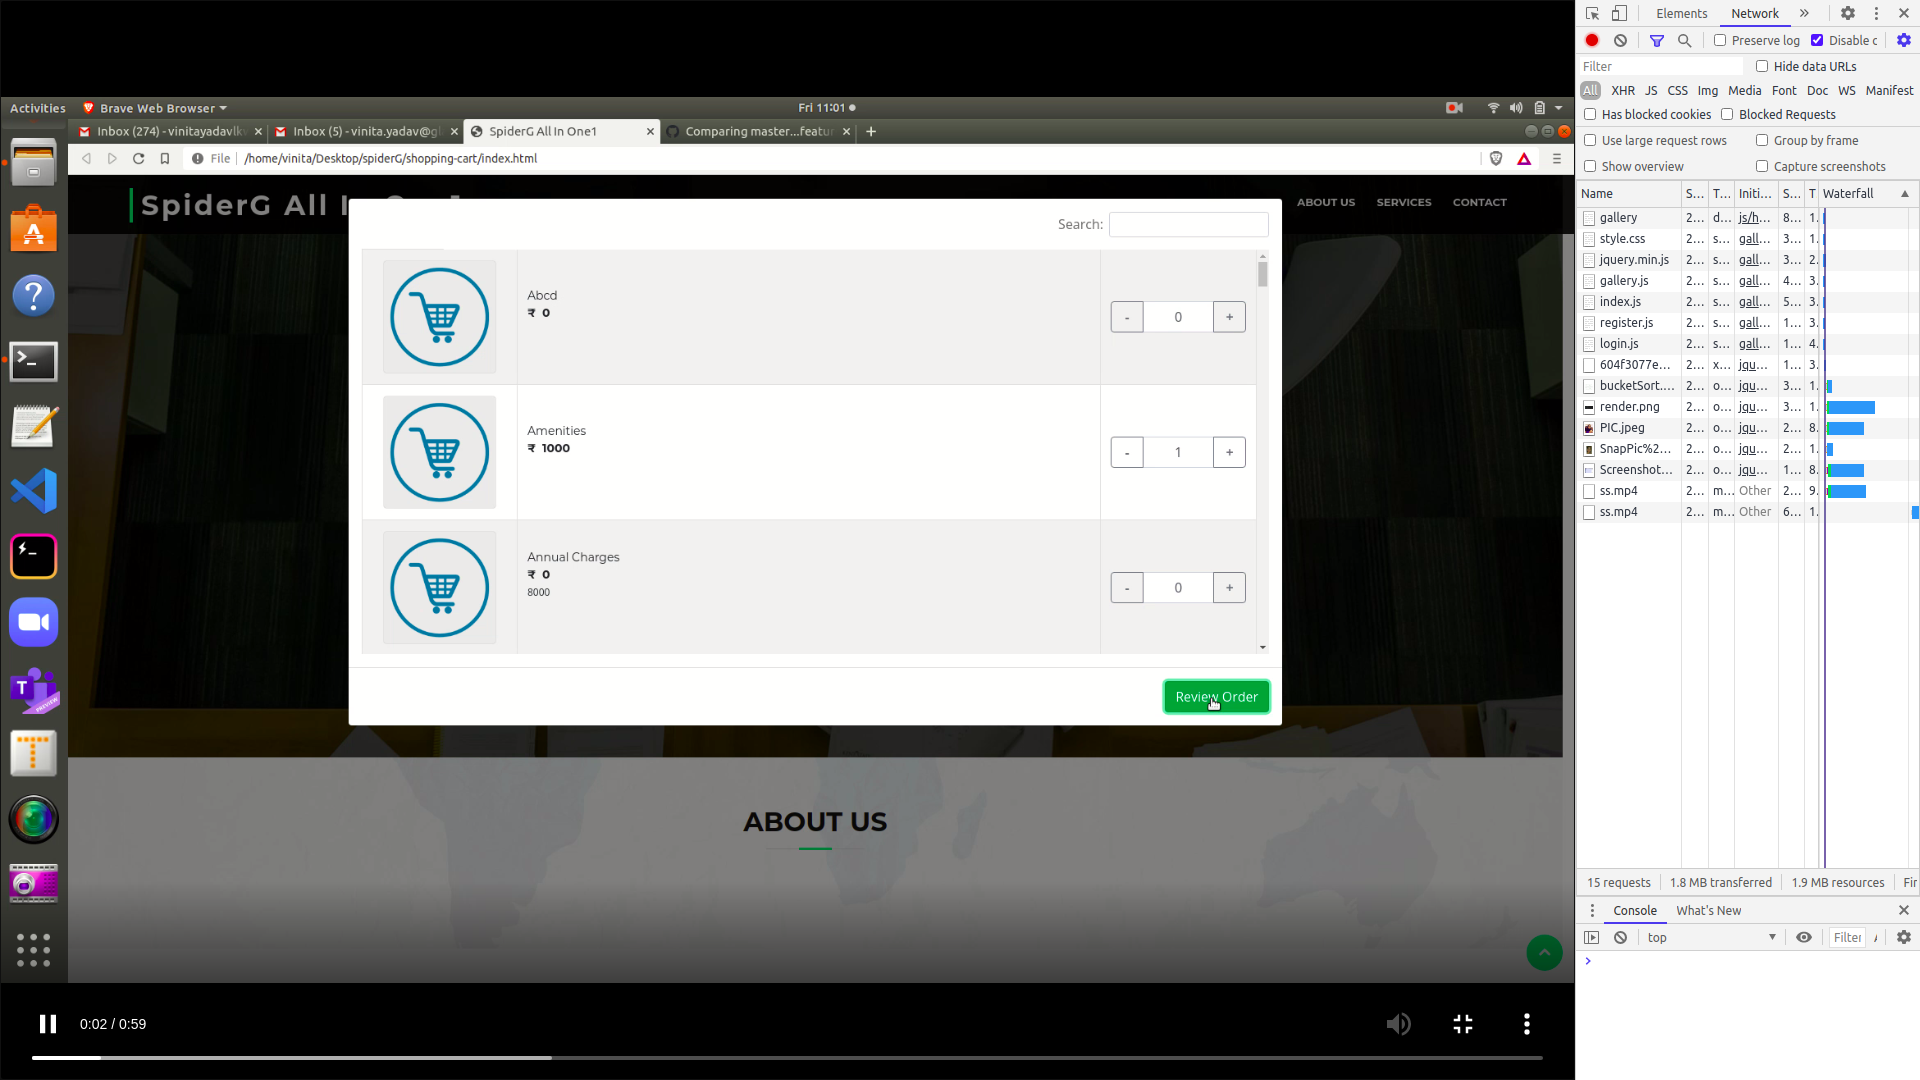 Activities
Brave Web Browser
Fri 11:01
Inbox (274) - vinitayadavlk
Inbox (5) - vinita.yadav@g
SpiderG All In One1
Comparing master...featur
File
/home/vinita/Desktop/spiderG/shopping-cart/index.html
SpiderG All I
ABOUT US
SERVICES
CONTACT
Search:
Abcd
₹ 0
- 0 +
Amenities
₹ 1000
- 1 +
Annual Charges
₹ 0
8000
- 0 +
Review Order
ABOUT US
0:02 / 0:59
Elements
Network
Preserve log
Disable c
Filter
Hide data URLs
All XHR JS CSS Img Media Font Doc WS Manifest
Has blocked cookies
Blocked Requests
Use large request rows
Group by frame
Show overview
Capture screenshots
Name S... T... Initi... S... T Waterfall
gallery 2... d... js/h... 8... 1.
style.css 2... s... gall... 3... 1.
jquery.min.js 2... s... gall... 3... 2.
gallery.js 2... s... gall... 4... 3.
index.js 2... s... gall... 5... 3.
register.js 2... s... gall... 1... 3.
login.js 2... s... gall... 1... 4.
604f3077e... 2... x... jqu... 1... 3.
bucketSort.... 2... o... jqu... 3... 1.
render.png 2... o... jqu... 3... 1.
PIC.jpeg 2... o... jqu... 2... 8.
SnapPic%2... 2... o... jqu... 2... 1.
Screenshot... 2... o... jqu... 1... 8.
ss.mp4 2... m... Other 2... 9.
ss.mp4 2... m... Other 6... 1.
15 requests
1.8 MB transferred
1.9 MB resources
Fir
Console
What's New
top
Filter